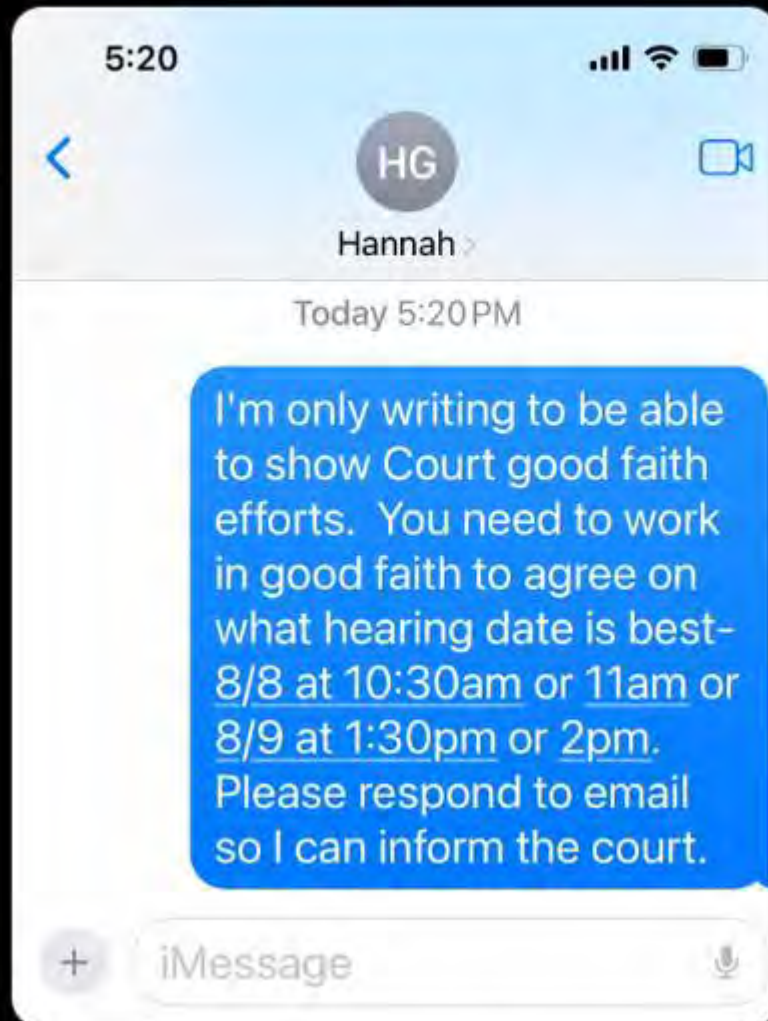 5:20
HG
Hannah
Today 5:20 PM
I'm only writing to be able
to show Court good faith
efforts.  You need to work
in good faith to agree on
what hearing date is best-
8/8 at 10:30am or 11am or
8/9 at 1:30pm or 2pm.
Please respond to email
so I can inform the court.
iMessage